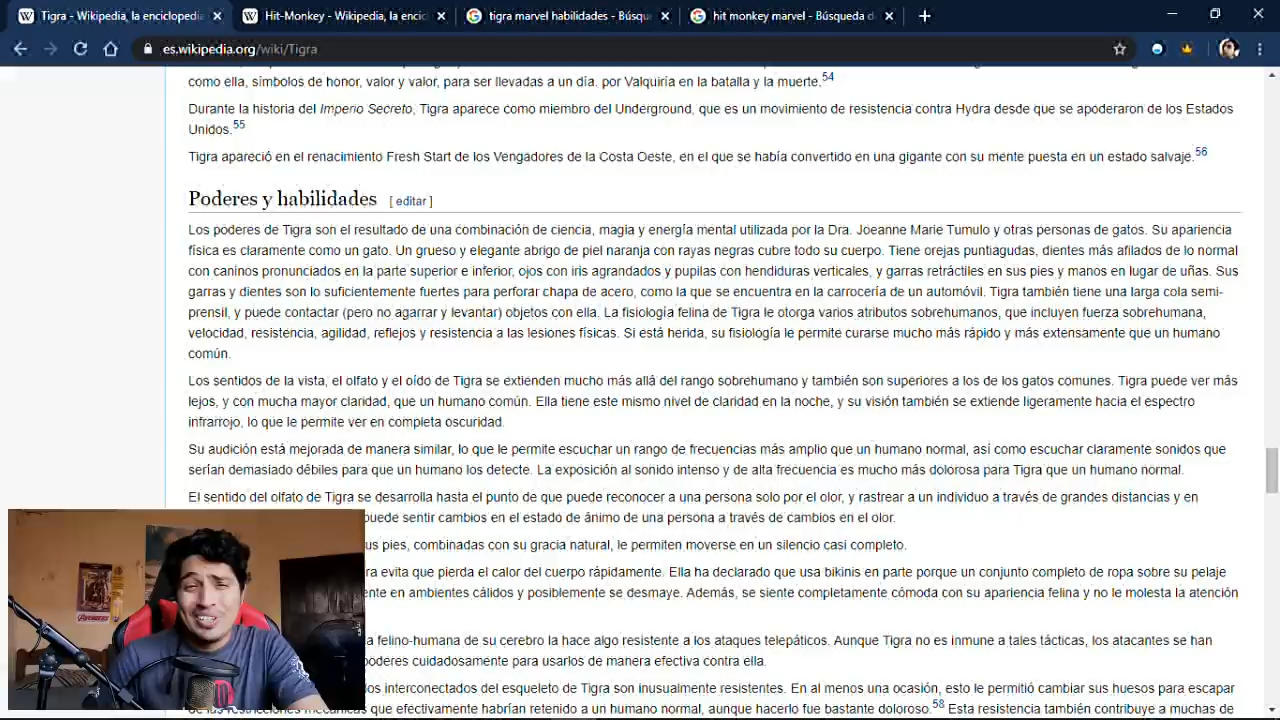 Tigra - Wikipedia, la enciclopedia
Hit-Monkey - Wikipedia, la encic
tigra marvel habilidades - Búsqu
hit monkey marvel - Búsqueda d
es.wikipedia.org/wiki/Tigra
como ella, símbolos de honor, valor y valor, para ser llevadas a un día. por Valquiria en la batalla y la muerte.54
Durante la historia del Imperio Secreto, Tigra aparece como miembro del Underground, que es un movimiento de resistencia contra Hydra desde que se apoderaron de los Estados
Unidos.55
Tigra apareció en el renacimiento Fresh Start de los Vengadores de la Costa Oeste, en el que se había convertido en una gigante con su mente puesta en un estado salvaje.56
Poderes y habilidades [ editar ]
Los poderes de Tigra son el resultado de una combinación de ciencia, magia y energía mental utilizada por la Dra. Joeanne Marie Tumulo y otras personas de gatos. Su apariencia
física es claramente como un gato. Un grueso y elegante abrigo de piel naranja con rayas negras cubre todo su cuerpo. Tiene orejas puntiagudas, dientes más afilados de lo normal
con caninos pronunciados en la parte superior e inferior, ojos con iris agrandados y pupilas con hendiduras verticales, y garras retráctiles en sus pies y manos en lugar de uñas. Sus
garras y dientes son lo suficientemente fuertes para perforar chapa de acero, como la que se encuentra en la carrocería de un automóvil. Tigra también tiene una larga cola semi-
prensil, y puede contactar (pero no agarrar y levantar) objetos con ella. La fisiología felina de Tigra le otorga varios atributos sobrehumanos, que incluyen fuerza sobrehumana,
velocidad, resistencia, agilidad, reflejos y resistencia a las lesiones físicas. Si está herida, su fisiología le permite curarse mucho más rápido y más extensamente que un humano
común.
Los sentidos de la vista, el olfato y el oído de Tigra se extienden mucho más allá del rango sobrehumano y también son superiores a los de los gatos comunes. Tigra puede ver más
lejos, y con mucha mayor claridad, que un humano común. Ella tiene este mismo nivel de claridad en la noche, y su visión también se extiende ligeramente hacia el espectro
infrarrojo, lo que le permite ver en completa oscuridad.
Su audición está mejorada de manera similar, lo que le permite escuchar un rango de frecuencias más amplio que un humano normal, así como escuchar claramente sonidos que
serían demasiado débiles para que un humano los detecte. La exposición al sonido intenso y de alta frecuencia es mucho más dolorosa para Tigra que un humano normal.
El sentido del olfato de Tigra se desarrolla hasta el punto de que puede reconocer a una persona solo por el olor, y rastrear a un individuo a través de grandes distancias y en
puede sentir cambios en el estado de ánimo de una persona a través de cambios en el olor.
us pies, combinadas con su gracia natural, le permiten moverse en un silencio casi completo.
ra evita que pierda el calor del cuerpo rápidamente. Ella ha declarado que usa bikinis en parte porque un conjunto completo de ropa sobre su pelaje
ente en ambientes cálidos y posiblemente se desmaye. Además, se siente completamente cómoda con su apariencia felina y no le molesta la atención
a felino-humana de su cerebro la hace algo resistente a los ataques telepáticos. Aunque Tigra no es inmune a tales tácticas, los atacantes se han
poderes cuidadosamente para usarlos de manera efectiva contra ella.
los interconectados del esqueleto de Tigra son inusualmente resistentes. En al menos una ocasión, esto le permitió cambiar sus huesos para escapar
de las restricciones mecánicas que efectivamente habrían retenido a un humano normal, aunque hacerlo fue bastante doloroso.58 Esta resistencia también contribuye a muchas de
AVENGERS